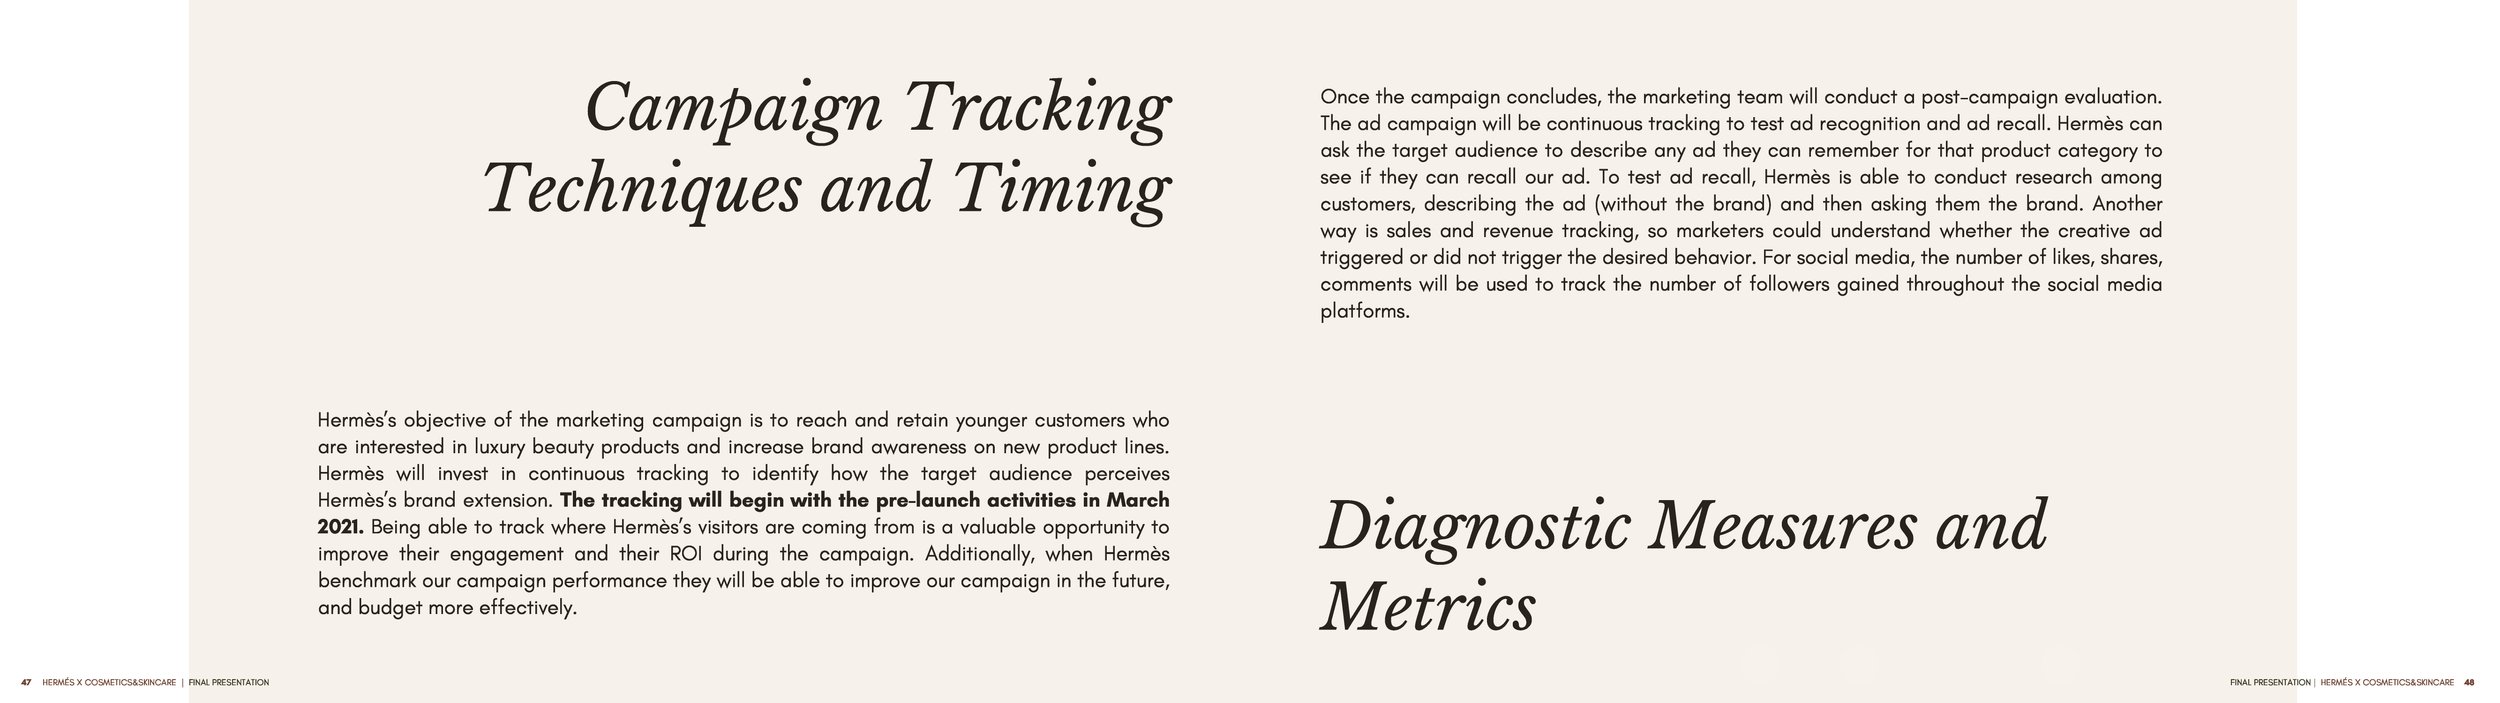 Campaign Tracking
Techniques and Timing
Hermès's objective of the marketing campaign is to reach and retain younger customers who
are interested in luxury beauty products and increase brand awareness on new product lines.
Hermès will invest in continuous tracking to identify how the target audience perceives
Hermès's brand extension. The tracking will begin with the pre-launch activities in March
2021. Being able to track where Hermès's visitors are coming from is a valuable opportunity to
improve their engagement and their ROI during the campaign. Additionally, when Hermès
benchmark our campaign performance they will be able to improve our campaign in the future,
and budget more effectively.
47 HERMÉS X COSMETICS&SKINCARE | FINAL PRESENTATION
Once the campaign concludes, the marketing team will conduct a post-campaign evaluation.
The ad campaign will be continuous tracking to test ad recognition and ad recall. Hermès can
ask the target audience to describe any ad they can remember for that product category to
see if they can recall our ad. To test ad recall, Hermès is able to conduct research among
customers, describing the ad (without the brand) and then asking them the brand. Another
way is sales and revenue tracking, so marketers could understand whether the creative ad
triggered or did not trigger the desired behavior. For social media, the number of likes, shares,
comments will be used to track the number of followers gained throughout the social media
platforms.
Diagnostic Measures and
Metrics
FINAL PRESENTATION | HERMÉS X COSMETICS&SKINCARE 48